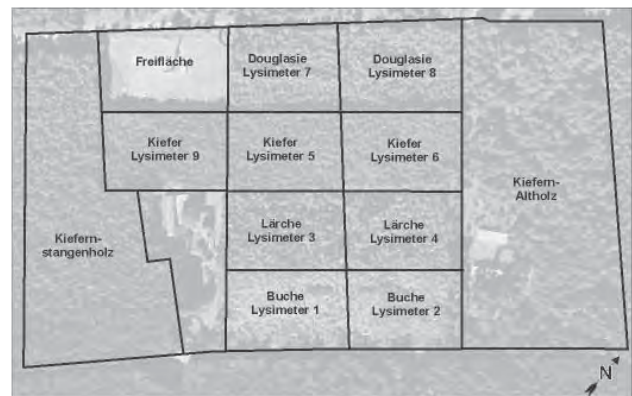 Freifläche
Douglasie
Lysimeter 7
Douglasie
Lysimeter 8
Kiefer
Lysimeter 9
Kiefer
Lysimeter 5
Kiefer
Lysimeter 6
Kiefern-
Altholz
Kiefern-
stangenholz
Lärche
Lysimeter 3
Lärche
Lysimeter 4
Buche
Lysimeter 1
Buche
Lysimeter 2
N